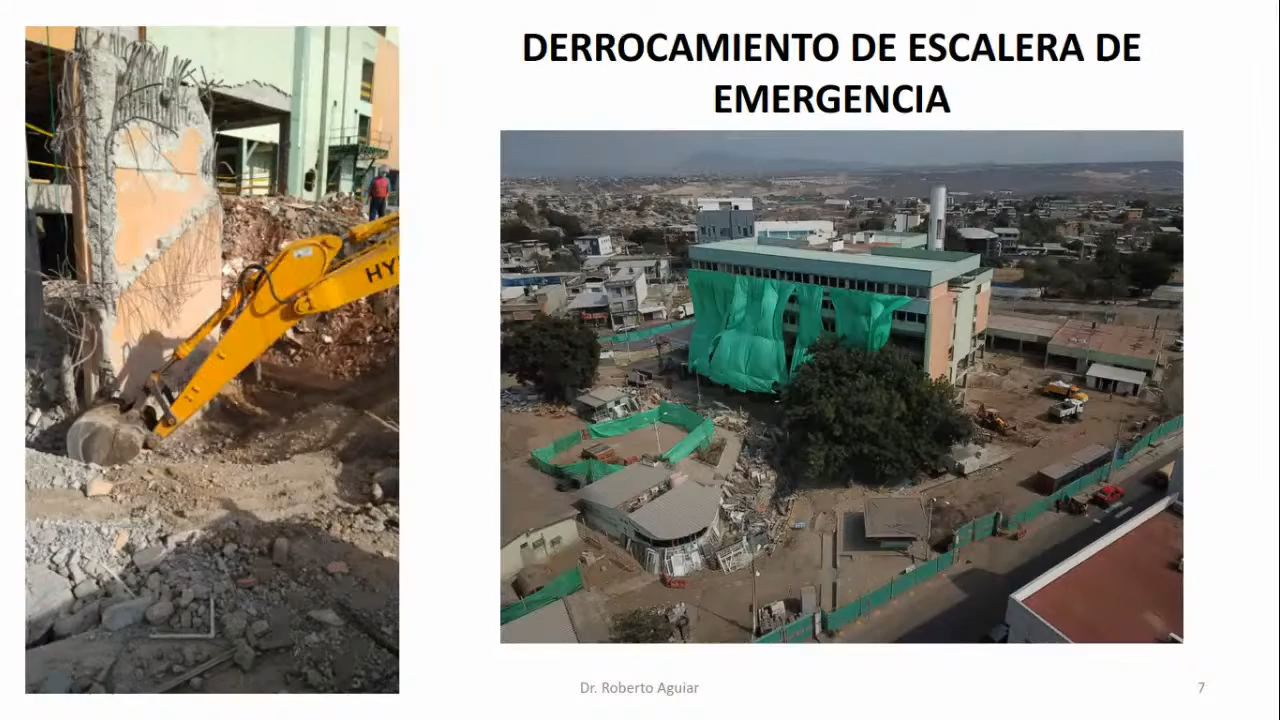 DERROCAMIENTO DE ESCALERA DE
EMERGENCIA
HY
Dr. Roberto Aguiar
7